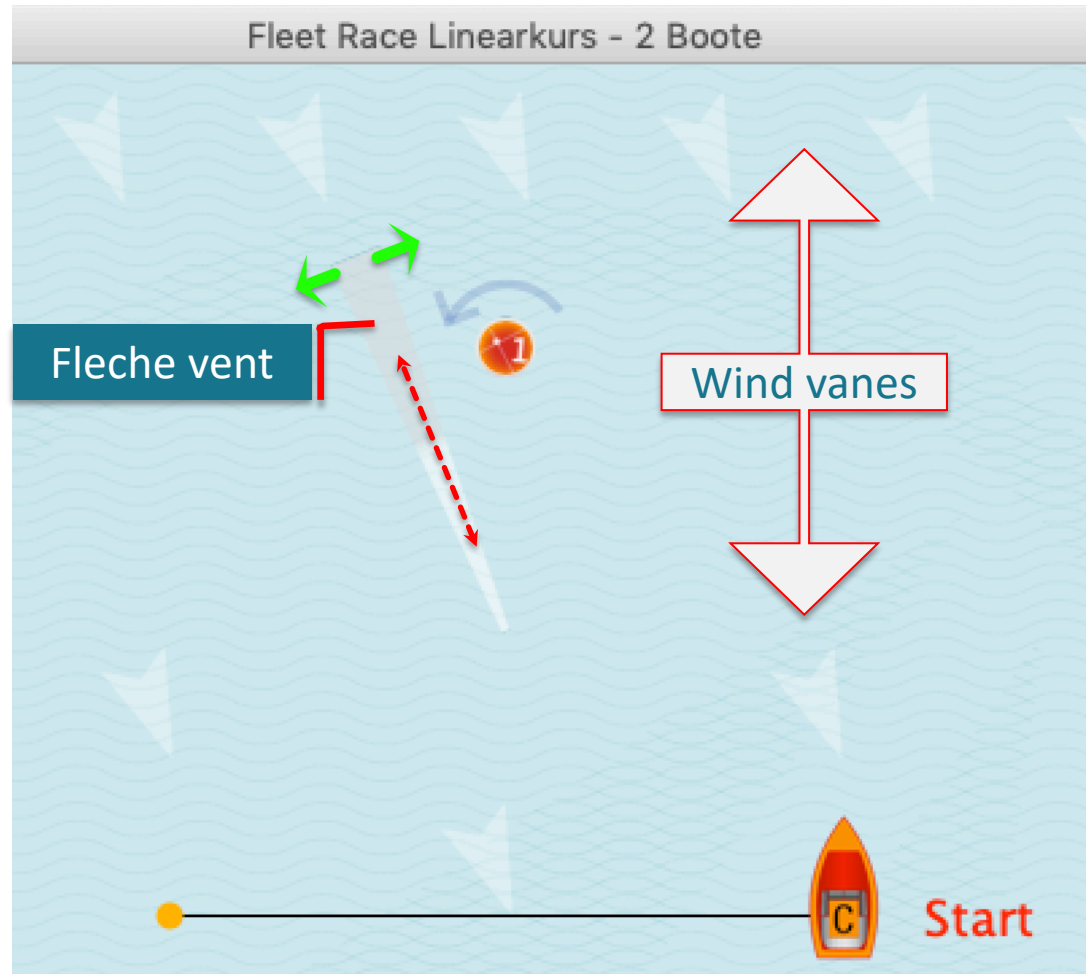 Fleet Race Linearkurs - 2 Boote
1
Fleche vent
Wind vanes
C
Start